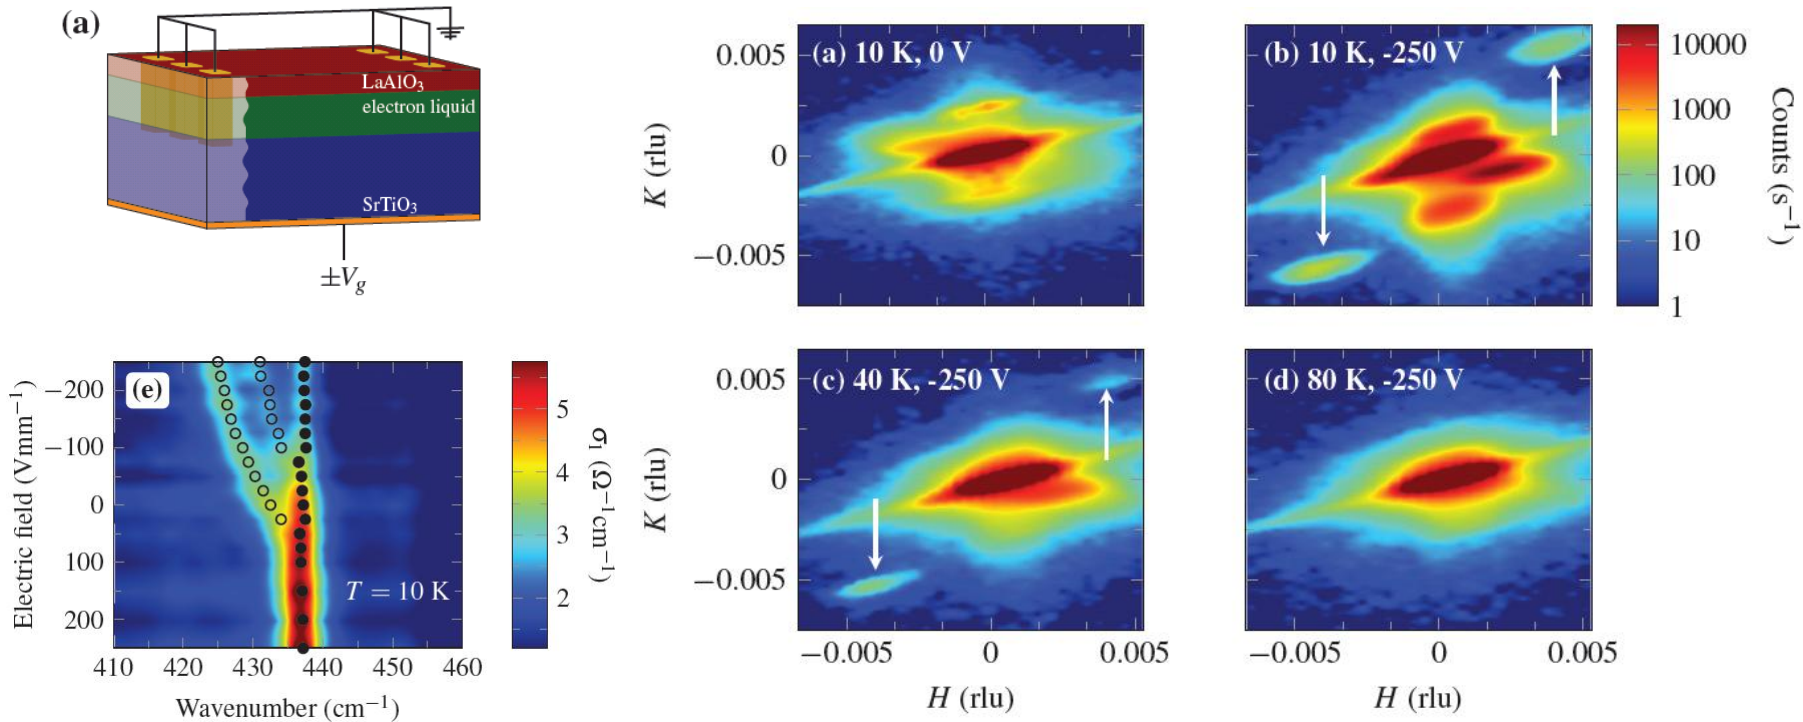 (a)
LaAlO₃
electron liquid
SrTiO₃
±V_g
(e)
−200
−100
0
100
200
Electric field (Vmm⁻¹)
T = 10 K
410 420 430 440 450 460
Wavenumber (cm⁻¹)
5
4
3
2
σ₁ (Ω⁻¹cm⁻¹)
(a) 10 K, 0 V
0.005
0
−0.005
K (rlu)
(b) 10 K, -250 V
10000
1000
100
10
1
Counts (s⁻¹)
(c) 40 K, -250 V
0.005
0
−0.005
K (rlu)
−0.005 0 0.005
H (rlu)
(d) 80 K, -250 V
−0.005 0 0.005
H (rlu)